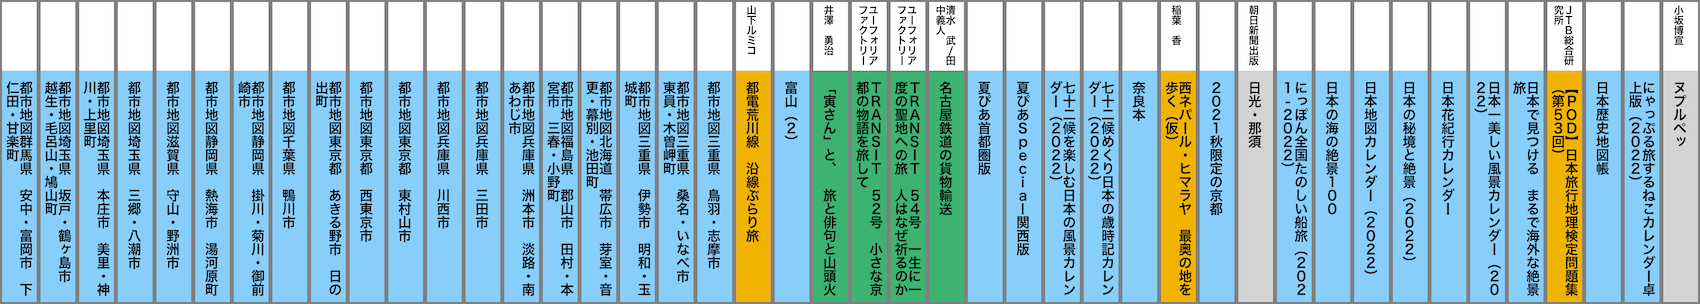 小坂博宣
ヌプルペッ
にゃっぷる旅するねこカレンダー卓
上版（2022）
日本歴史地図帳
JTB総合研
究所
【POD】日本旅行地理検定問題集
（第53回）
日本で見つける　まるで海外な絶景
旅
日本一美しい風景カレンダー（20
22）
日本花紀行カレンダー
日本の秘境と絶景（2022）
日本地図カレンダー（2022）
日本の海の絶景100
にっぽん全国たのしい船旅（202
1-2022）
朝日新聞出版
日光・那須
2021秋限定の京都
稲葉　香
西ネパール・ヒマラヤ　最奥の地を
歩く（仮）
奈良本
七十二候めくり日本の歳時記カレン
ダー（2022）
七十二候を楽しむ日本の風景カレン
ダー（2022）
夏ぴあSpecial関西版
夏ぴあ首都圏版
清水　武／田
中義人
名古屋鉄道の貨物輸送
ユーフォリア
ファクトリー
TRANSIT　54号　一生に一
度の聖地への旅　人はなぜ祈るのか
ユーフォリア
ファクトリー
TRANSIT　52号　小さな京
都の物語を旅して
井澤　勇治
「寅さん」と、　旅と俳句と山頭火
富山（2）
山下ルミコ
都電荒川線　沿線ぶらり旅
都市地図三重県　鳥羽・志摩市
都市地図三重県　桑名・いなべ市
東員・木曽岬町
都市地図三重県　伊勢市　明和・玉
城町
都市地図北海道　帯広市　芽室・音
更・幕別・池田町
都市地図福島県　郡山市　田村・本
宮市　三春・小野町
都市地図兵庫県　洲本市　淡路・南
あわじ市
都市地図兵庫県　三田市
都市地図兵庫県　川西市
都市地図東京都　東村山市
都市地図東京都　西東京市
都市地図東京都　あきる野市　日の
出町
都市地図千葉県　鴨川市
都市地図静岡県　掛川・菊川・御前
崎市
都市地図静岡県　熱海市　湯河原町
都市地図滋賀県　守山・野洲市
都市地図埼玉県　三郷・八潮市
都市地図埼玉県　本庄市　美里・神
川・上里町
都市地図埼玉県　坂戸・鶴ヶ島市
越生・毛呂山・鳩山町
都市地図群馬県　安中・富岡市　下
仁田・甘楽町